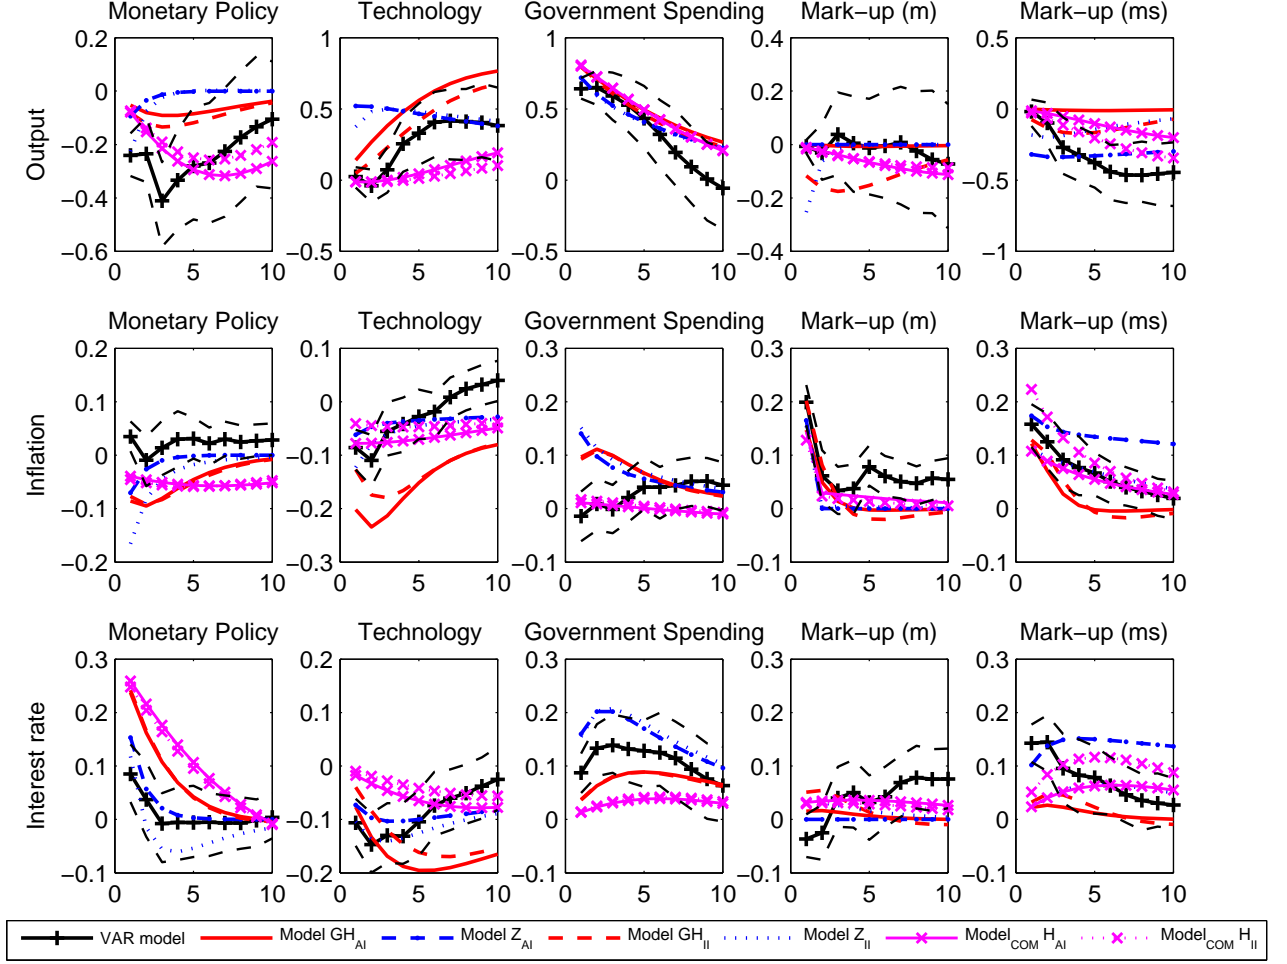 Monetary Policy Technology Government Spending Mark−up (m) Mark−up (ms)
Output
0.2 0 −0.2 −0.4 −0.6
0 5 10
1 0.5 0 −0.5
0 5 10
1 0.5 0 −0.5
0 5 10
0.4 0.2 0 −0.2 −0.4
0 5 10
0.5 0 −0.5 −1
0 5 10
Monetary Policy Technology Government Spending Mark−up (m) Mark−up (ms)
Inflation
0.2 0.1 0 −0.1 −0.2
0 5 10
0.1 0 −0.1 −0.2 −0.3
0 5 10
0.3 0.2 0.1 0 −0.1
0 5 10
0.3 0.2 0.1 0 −0.1
0 5 10
0.3 0.2 0.1 0 −0.1
0 5 10
Monetary Policy Technology Government Spending Mark−up (m) Mark−up (ms)
Interest rate
0.3 0.2 0.1 0 −0.1
0 5 10
0.2 0.1 0 −0.1 −0.2
0 5 10
0.3 0.2 0.1 0 −0.1
0 5 10
0.3 0.2 0.1 0 −0.1
0 5 10
0.3 0.2 0.1 0 −0.1
0 5 10
VAR model Model GH_AI Model Z_AI Model GH_II Model Z_II Model_COM H_AI Model_COM H_II